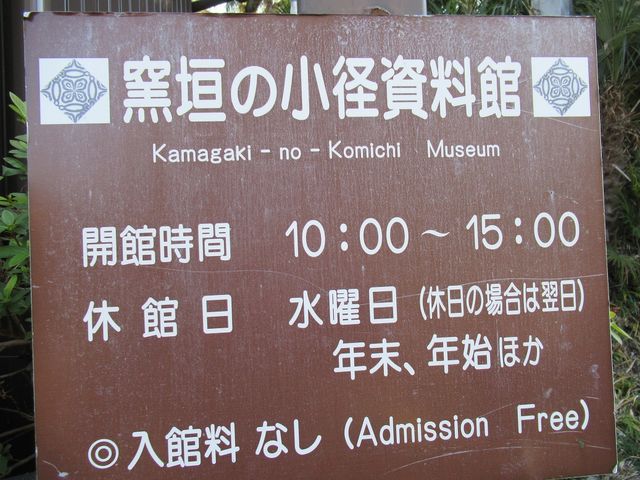 窯垣の小径資料館
Kamagaki - no - Komichi Museum
開館時間 10:00 ~ 15:00
休館日 水曜日 (休日の場合は翌日)
年末、年始ほか
◎入館料 なし (Admission Free)